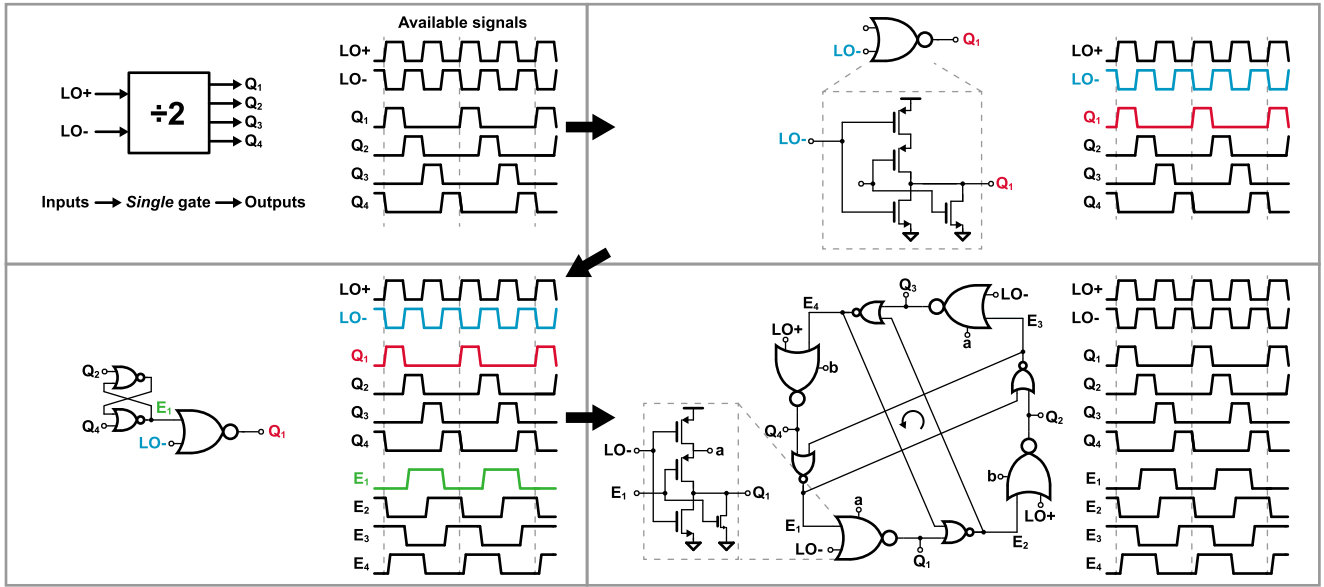 Available signals
LO+
LO-
÷2
Q1
Q2
Q3
Q4
Inputs → Single gate → Outputs
LO+
LO-
Q1
Q2
Q3
Q4
LO-
Q1
LO-
Q1
LO+
LO-
Q1
Q2
Q3
Q4
Q2
Q4
E1
LO-
Q1
LO+
LO-
Q1
Q2
Q3
Q4
E1
E2
E3
E4
Q3
E4
LO-
E3
a
LO+
b
Q4
Q2
b
LO+
a
E1
LO-
Q1
E2
LO-
a
E1
Q1
LO+
LO-
Q1
Q2
Q3
Q4
E1
E2
E3
E4